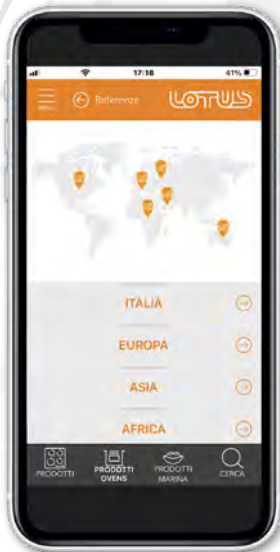 17:18
41%
MENU
Referenze
LOTUS
ITALIA
EUROPA
ASIA
AFRICA
PRODOTTI
PRODOTTI OVENS
PRODOTTI MARINA
CERCA